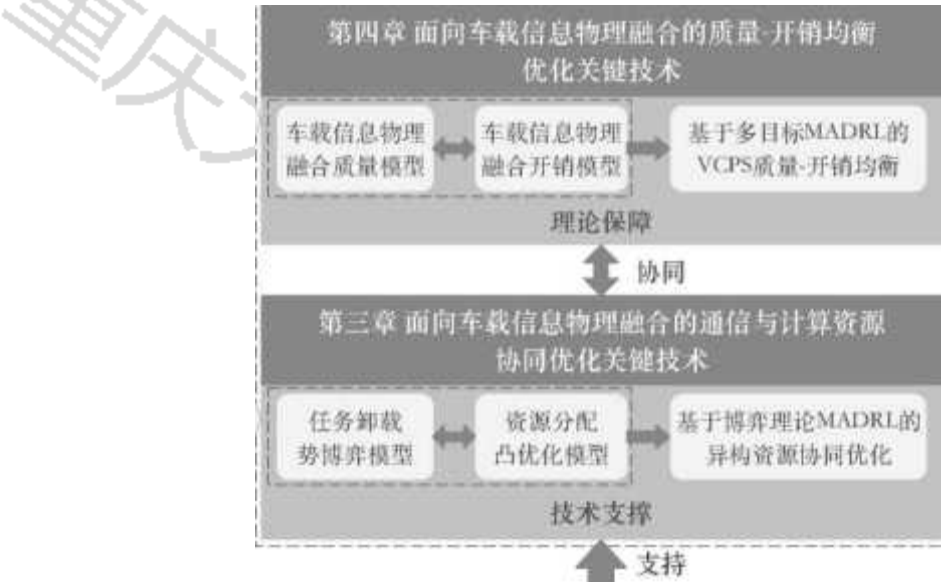 第四章 面向车载信息物理融合的质量-开销均衡
优化关键技术
车载信息物理
融合质量模型
车载信息物理
融合开销模型
基于多目标MADRL的
VCPS质量-开销均衡
理论保障
协同
第三章 面向车载信息物理融合的通信与计算资源
协同优化关键技术
任务卸载
势博弈模型
资源分配
凸优化模型
基于博弈理论MADRL的
异构资源协同优化
技术支撑
支持
重庆